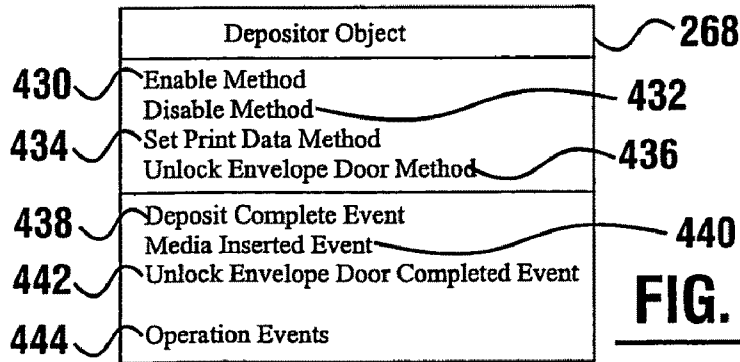 Depositor Object 268
430 Enable Method
Disable Method 432
434 Set Print Data Method
Unlock Envelope Door Method 436
438 Deposit Complete Event
Media Inserted Event 440
442 Unlock Envelope Door Completed Event
FIG.
444 Operation Events